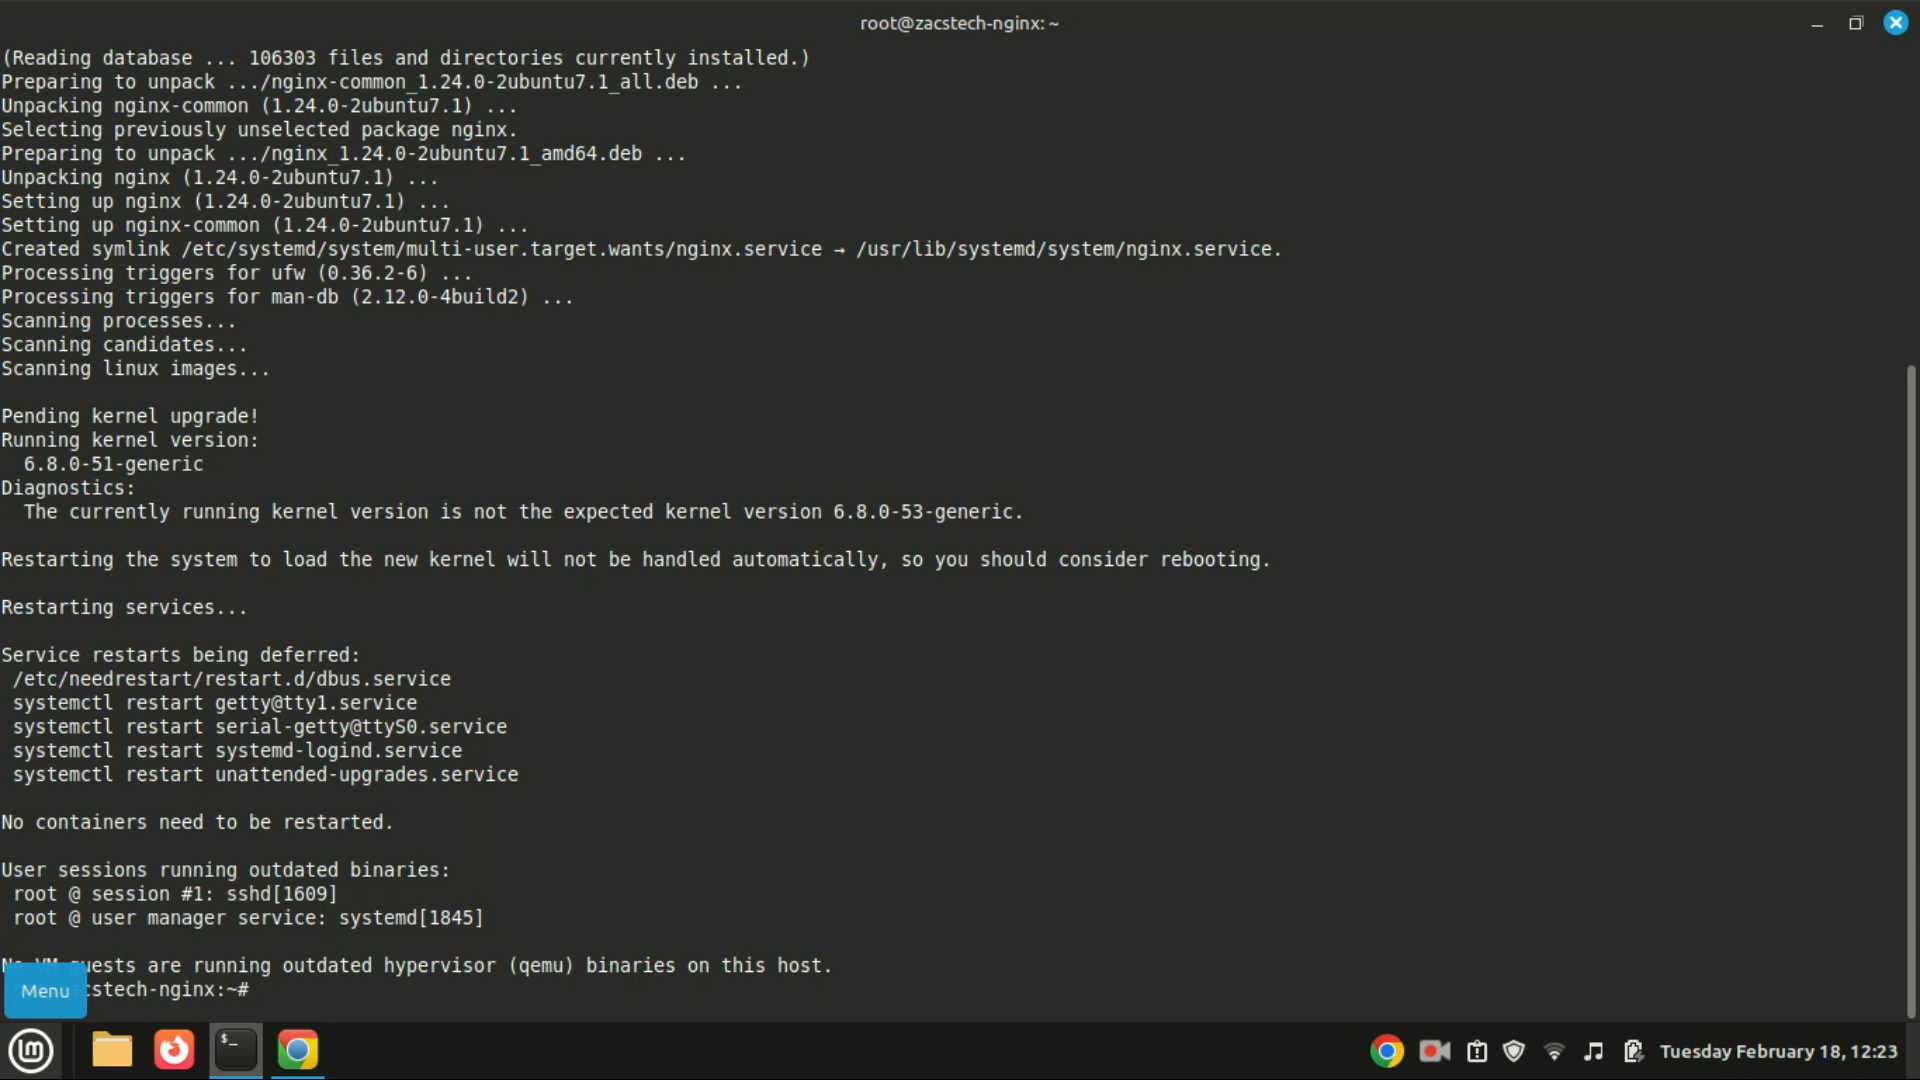 root@zacstech-nginx: ~
(Reading database ... 106303 files and directories currently installed.)
Preparing to unpack .../nginx-common_1.24.0-2ubuntu7.1_all.deb ...
Unpacking nginx-common (1.24.0-2ubuntu7.1) ...
Selecting previously unselected package nginx.
Preparing to unpack .../nginx_1.24.0-2ubuntu7.1_amd64.deb ...
Unpacking nginx (1.24.0-2ubuntu7.1) ...
Setting up nginx (1.24.0-2ubuntu7.1) ...
Setting up nginx-common (1.24.0-2ubuntu7.1) ...
Created symlink /etc/systemd/system/multi-user.target.wants/nginx.service → /usr/lib/systemd/system/nginx.service.
Processing triggers for ufw (0.36.2-6) ...
Processing triggers for man-db (2.12.0-4build2) ...
Scanning processes...
Scanning candidates...
Scanning linux images...
Pending kernel upgrade!
Running kernel version:
6.8.0-51-generic
Diagnostics:
The currently running kernel version is not the expected kernel version 6.8.0-53-generic.
Restarting the system to load the new kernel will not be handled automatically, so you should consider rebooting.
Restarting services...
Service restarts being deferred:
/etc/needrestart/restart.d/dbus.service
systemctl restart getty@tty1.service
systemctl restart serial-getty@ttyS0.service
systemctl restart systemd-logind.service
systemctl restart unattended-upgrades.service
No containers need to be restarted.
User sessions running outdated binaries:
root @ session #1: sshd[1609]
root @ user manager service: systemd[1845]
No VM guests are running outdated hypervisor (qemu) binaries on this host.
cstech-nginx:~#
Menu
Tuesday February 18, 12:23